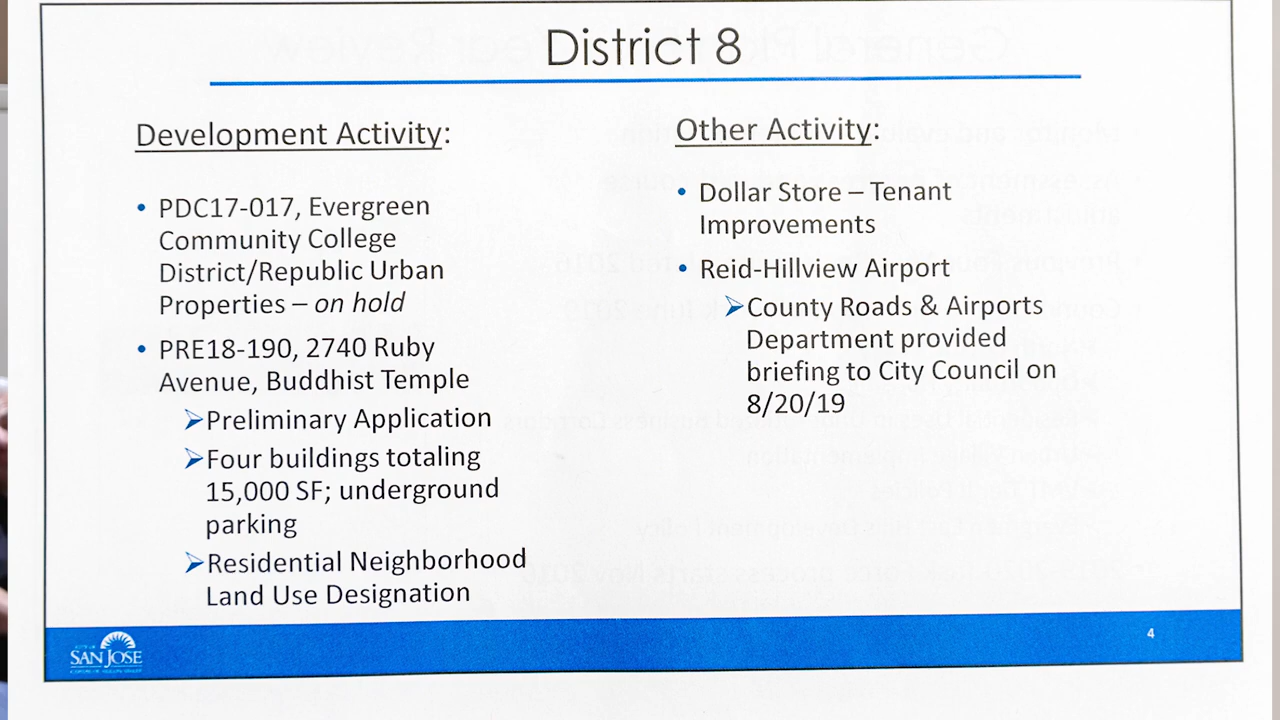 District 8
Development Activity:
• PDC17-017, Evergreen
Community College
District/Republic Urban
Properties – on hold
• PRE18-190, 2740 Ruby
Avenue, Buddhist Temple
➢Preliminary Application
➢Four buildings totaling
15,000 SF; underground
parking
➢Residential Neighborhood
Land Use Designation
Other Activity:
• Dollar Store – Tenant
Improvements
• Reid-Hillview Airport
➢County Roads & Airports
Department provided
briefing to City Council on
8/20/19
CITY OF
SAN JOSE
4